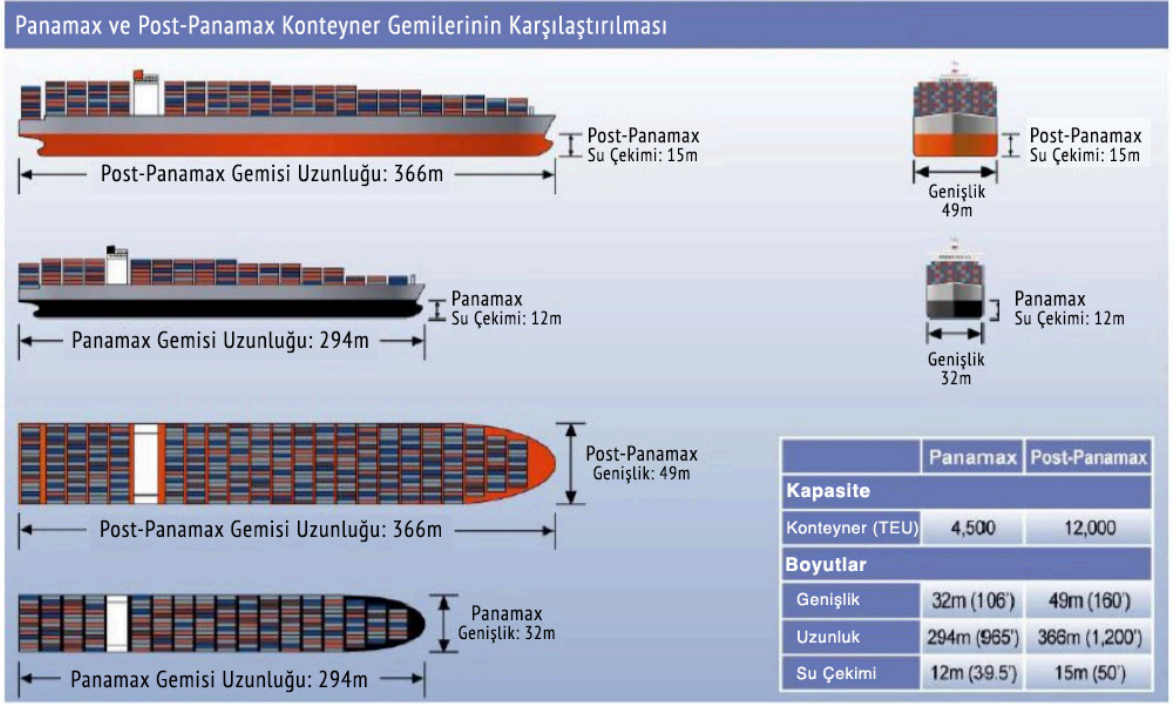 Panamax ve Post-Panamax Konteyner Gemilerinin Karşılaştırılması
Post-Panamax
Su Çekimi: 15m
Post-Panamax Gemisi Uzunluğu: 366m
Post-Panamax
Su Çekimi: 15m
Genişlik
49m
Panamax
Su Çekimi: 12m
Panamax Gemisi Uzunluğu: 294m
Panamax
Su Çekimi: 12m
Genişlik
32m
Post-Panamax
Genişlik: 49m
Post-Panamax Gemisi Uzunluğu: 366m
Panamax
Genişlik: 32m
Panamax Gemisi Uzunluğu: 294m
Panamax Post-Panamax
Kapasite
Konteyner (TEU) 4,500 12,000
Boyutlar
Genişlik 32m (106') 49m (160')
Uzunluk 294m (965') 366m (1,200')
Su Çekimi 12m (39.5') 15m (50')